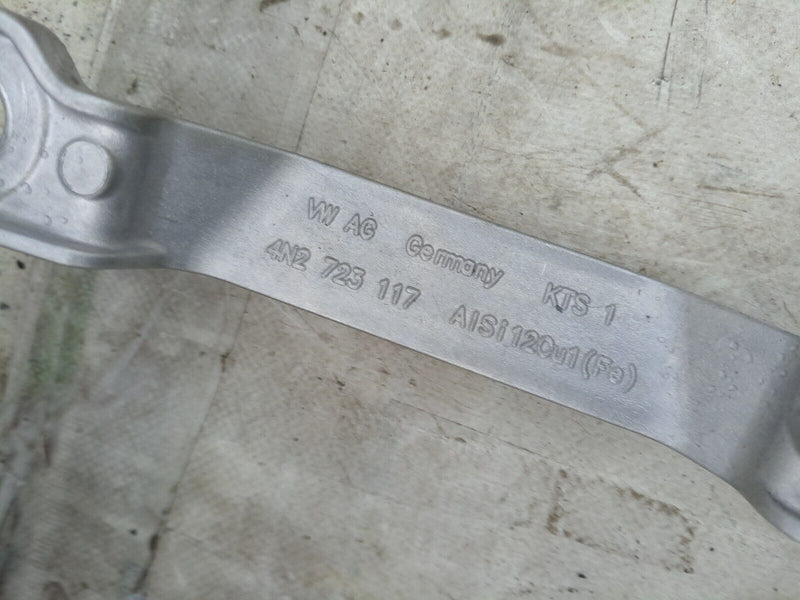 VW AG Germany KTS 1
4N2 723 117 AlSi12Cu1(Fe)